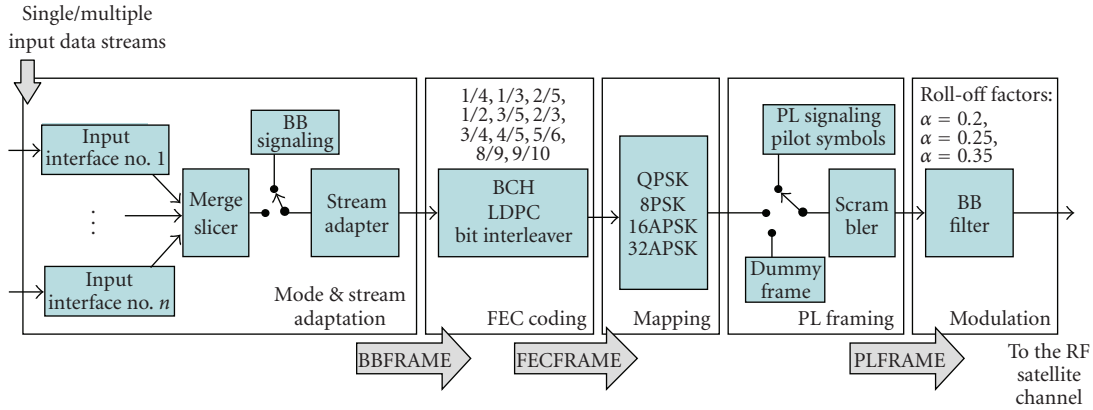 Single/multiple
input data streams
Input
interface no. 1
⋮
Input
interface no. n
Merge
slicer
BB
signaling
Stream
adapter
Mode & stream
adaptation
BBFRAME
1/4, 1/3, 2/5,
1/2, 3/5, 2/3,
3/4, 4/5, 5/6,
8/9, 9/10
BCH
LDPC
bit interleaver
FEC coding
FECFRAME
QPSK
8PSK
16APSK
32APSK
Mapping
PL signaling
pilot symbols
Dummy
frame
Scram
bler
PL framing
PLFRAME
Roll-off factors:
α = 0.2,
α = 0.25,
α = 0.35
BB
filter
Modulation
To the RF
satellite
channel